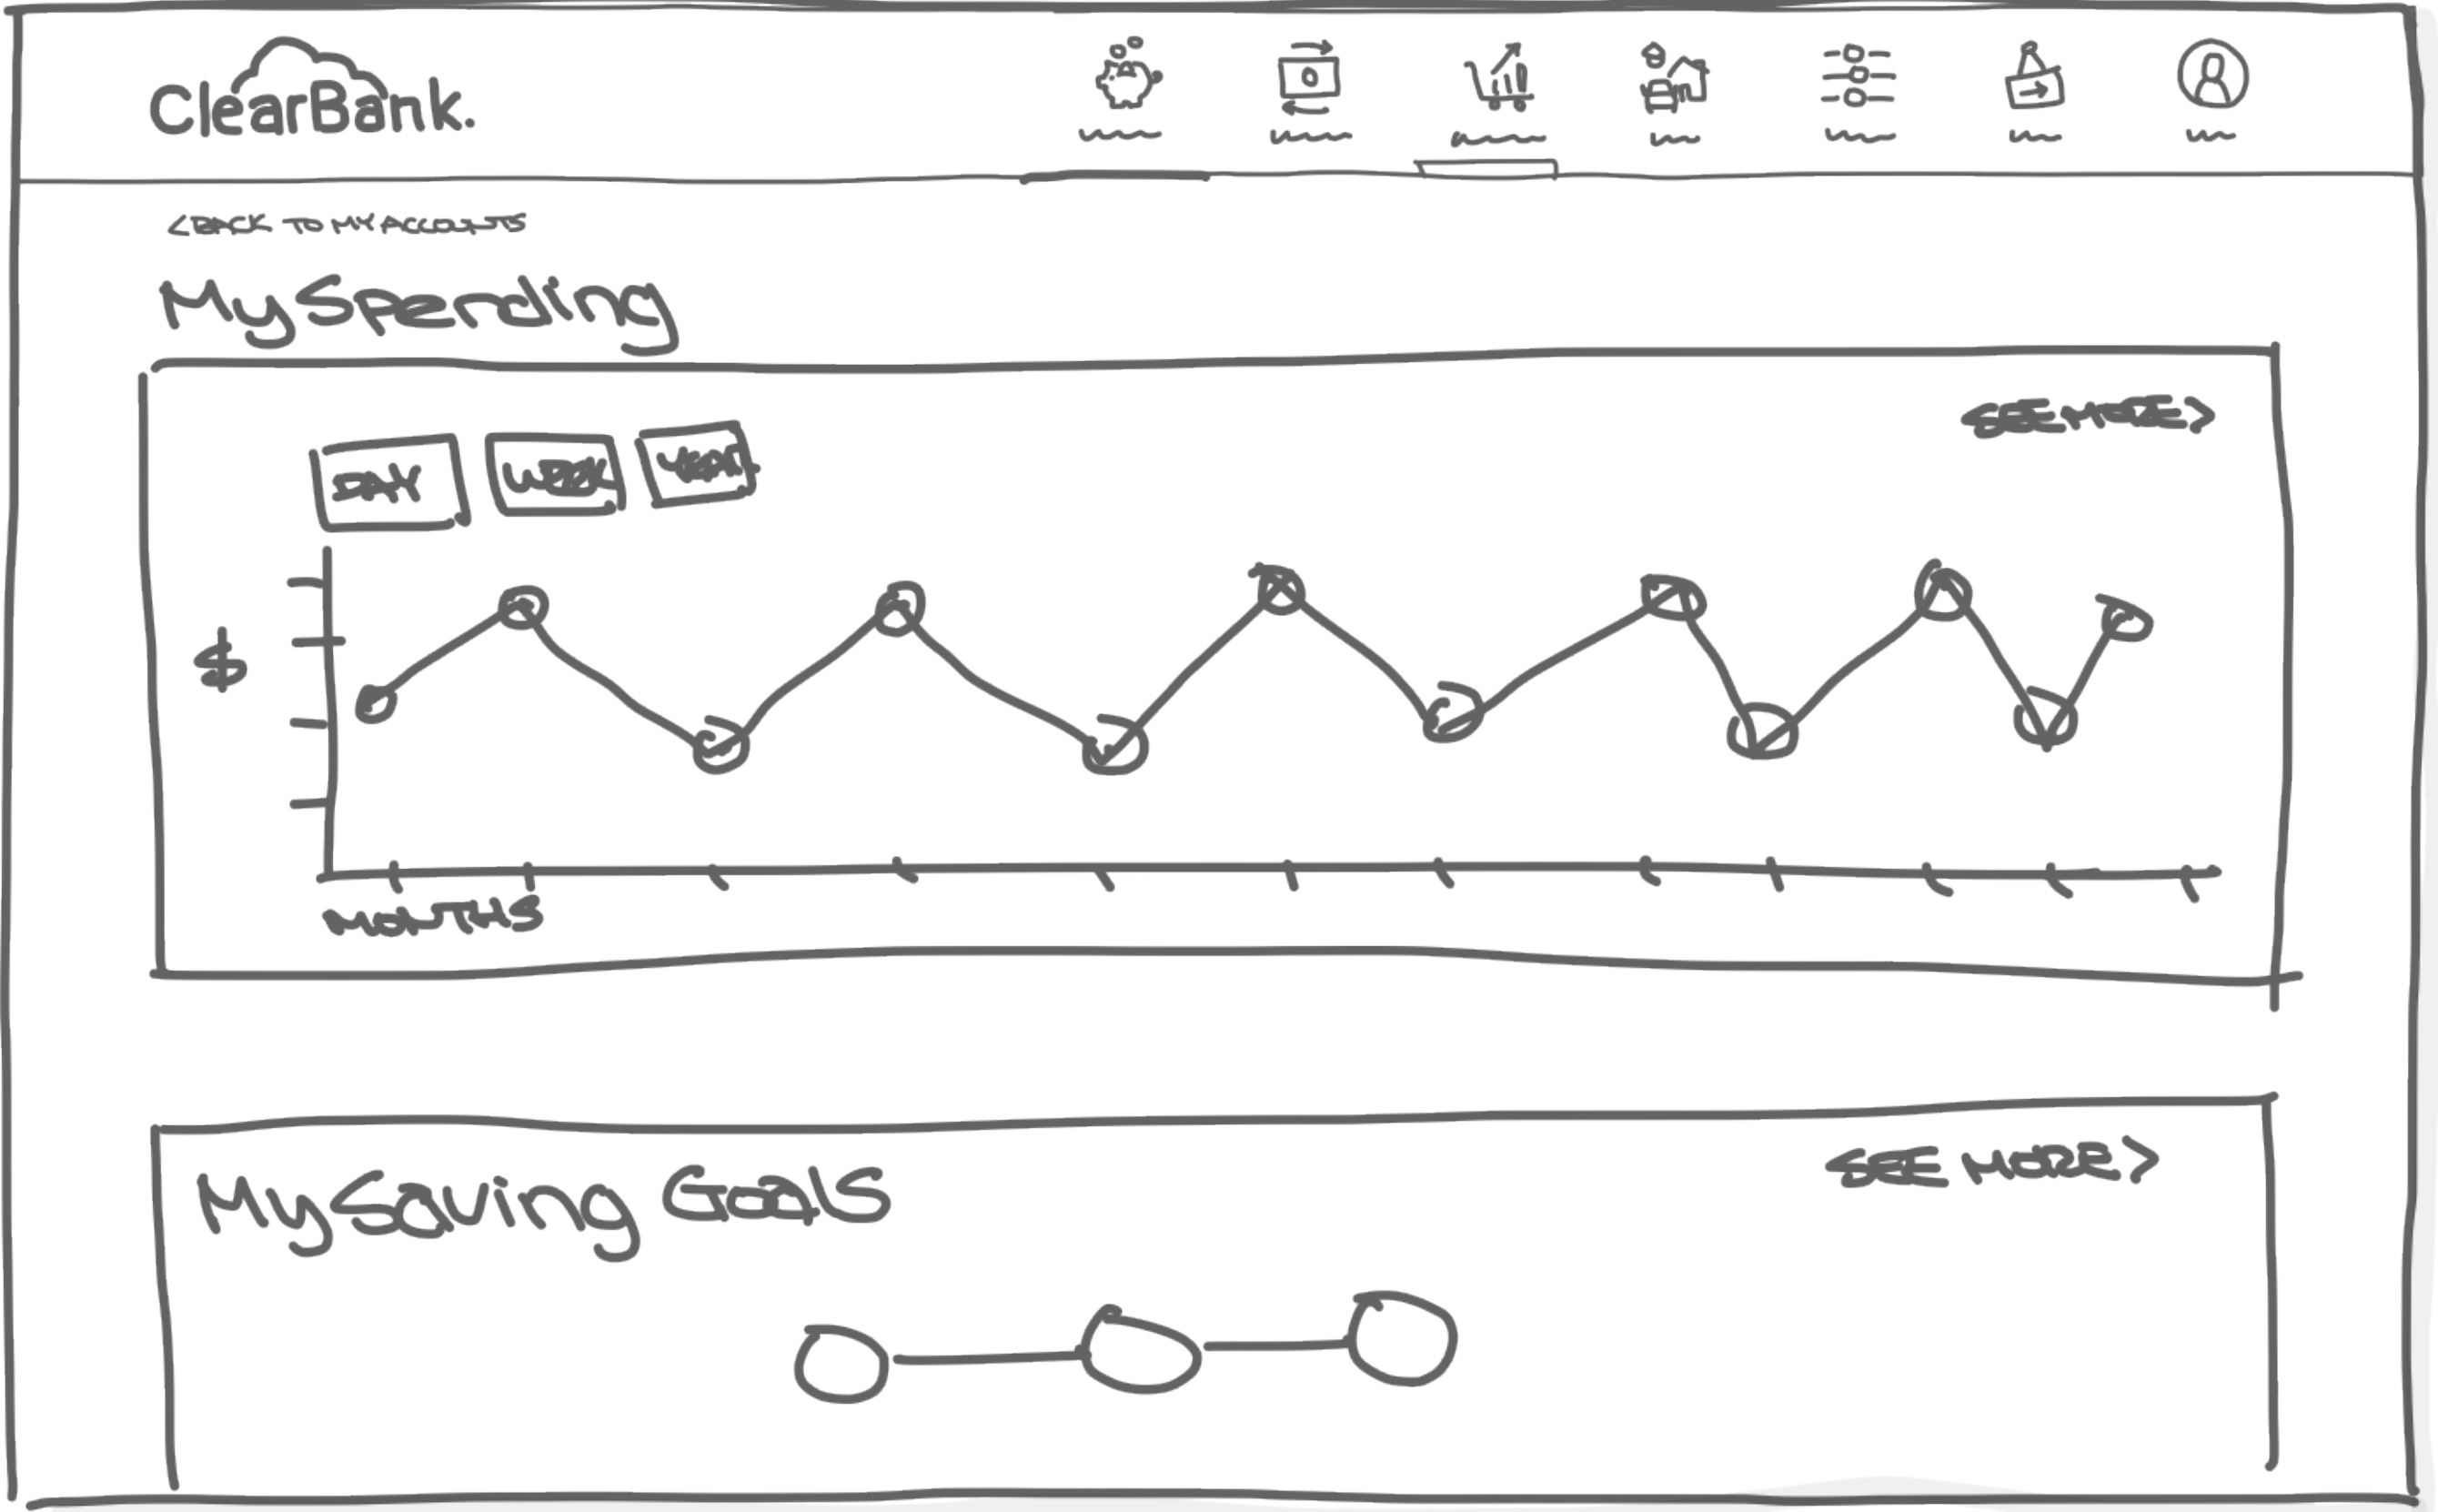 ClearBank.
<BACK TO MY ACCOUNTS
My Spending
SEE MORE>
DAY WEEK YEAR
$
MONTHS
My Saving Goals
SEE MORE>